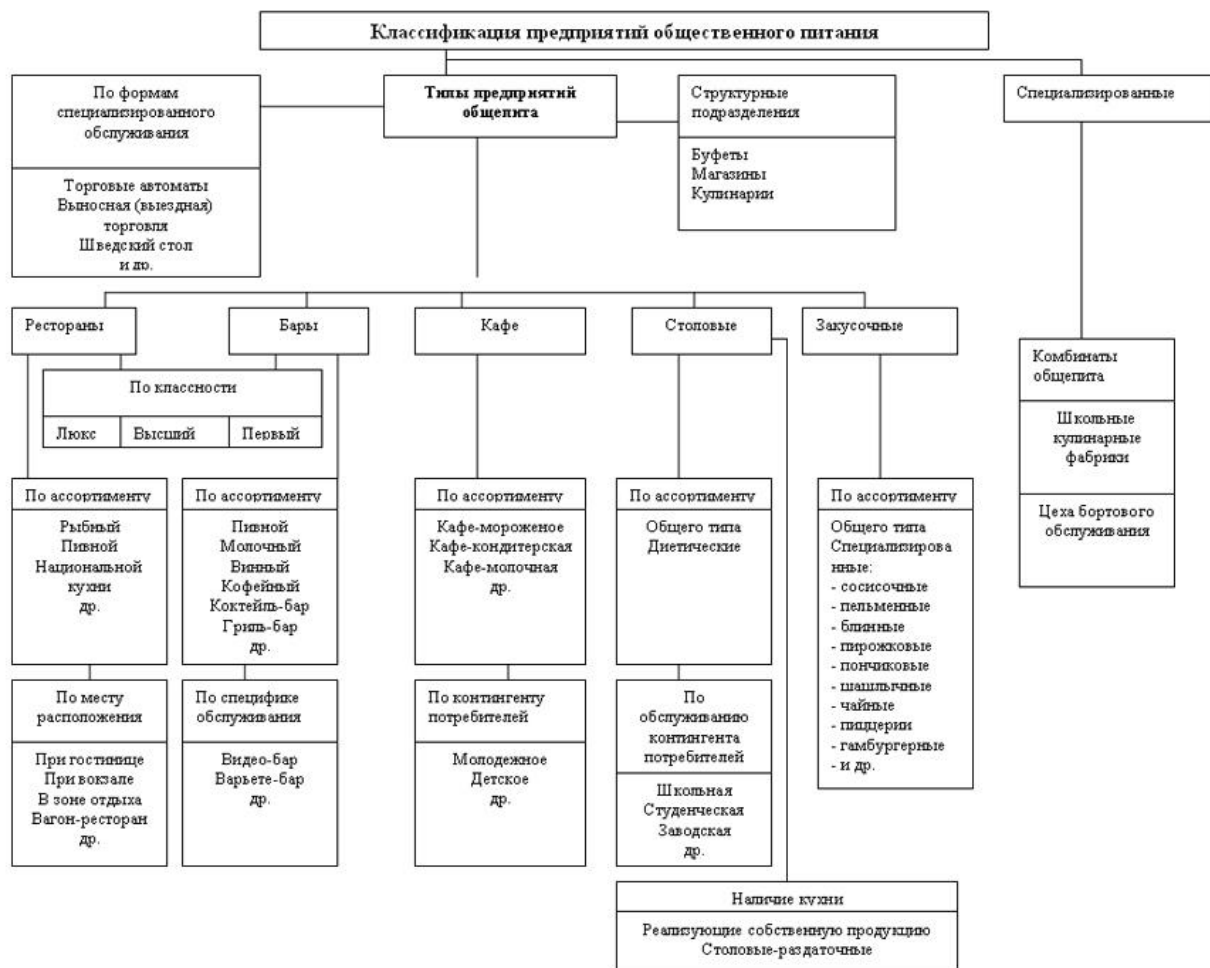 Классификация предприятий общественного питания
По формам
специализированного
обслуживания
Торговые автоматы
Выносная (выездная)
торговля
Шведский стол
и др.
Типы предприятий
общепита
Структурные
подразделения
Буфеты
Магазины
Кулинарии
Специализированные
Рестораны
Бары
Кафе
Столовые
Закусочные
По классности
Люкс
Высший
Первый
Комбинаты
общепита
Школьные
кулинарные
фабрики
Цеха бортового
обслуживания
По ассортименту
Рыбный
Пивной
Национальной
кухни
др.
По ассортименту
Пивной
Молочный
Винный
Кофейный
Коктейль-бар
Гриль-бар
др.
По ассортименту
Кафе-мороженое
Кафе-кондитерская
Кафе-молочная
др.
По ассортименту
Общего типа
Диетические
По ассортименту
Общего типа
Специализирова
нные:
- сосисочные
- пельменные
- блинные
- пирожковые
- пончиковые
- шашлычные
- чайные
- пиццерии
- гамбургерные
- и др.
По месту
расположения
При гостинице
При вокзале
В зоне отдыха
Вагон-ресторан
др.
По специфике
обслуживания
Видео-бар
Варьете-бар
др.
По контингенту
потребителей
Молодежное
Детское
др.
По
обслуживанию
контингента
потребителей
Школьная
Студенческая
Заводская
др.
Наличие кухни
Реализующие собственную продукцию
Столовые-раздаточные